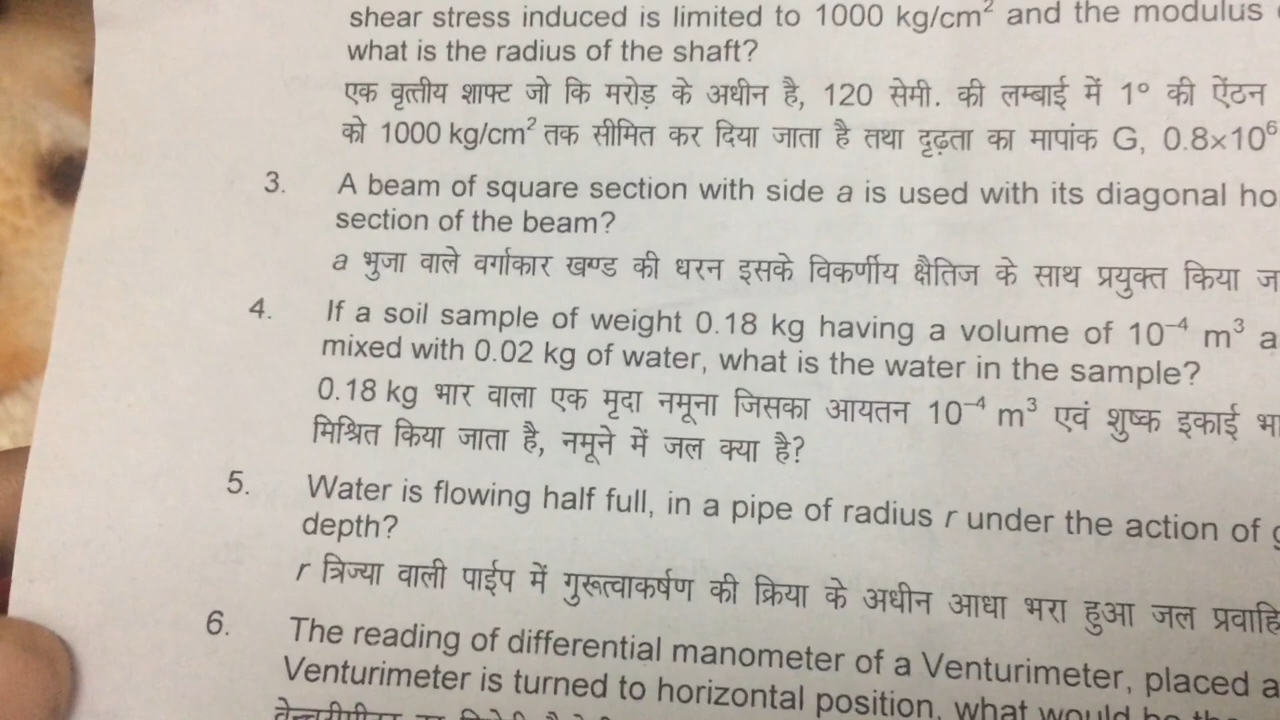 shear stress induced is limited to 1000 kg/cm² and the modulus
what is the radius of the shaft?
एक वृत्तीय शाफ्ट जो कि मरोड़ के अधीन है, 120 सेमी. की लम्बाई में 1° की ऐंठन
को 1000 kg/cm² तक सीमित कर दिया जाता है तथा दृढ़ता का मापांक G, 0.8×10⁶
3. A beam of square section with side a is used with its diagonal ho
section of the beam?
a भुजा वाले वर्गाकार खण्ड की धरन इसके विकर्णीय क्षैतिज के साथ प्रयुक्त किया ज
4. If a soil sample of weight 0.18 kg having a volume of 10⁻⁴ m³ a
mixed with 0.02 kg of water, what is the water in the sample?
0.18 kg भार वाला एक मृदा नमूना जिसका आयतन 10⁻⁴ m³ एवं शुष्क इकाई भा
मिश्रित किया जाता है, नमूने में जल क्या है?
5. Water is flowing half full, in a pipe of radius r under the action of
depth?
r त्रिज्या वाली पाईप में गुरूत्वाकर्षण की क्रिया के अधीन आधा भरा हुआ जल प्रवाहि
6. The reading of differential manometer of a Venturimeter, placed a
Venturimeter is turned to horizontal position, what would be